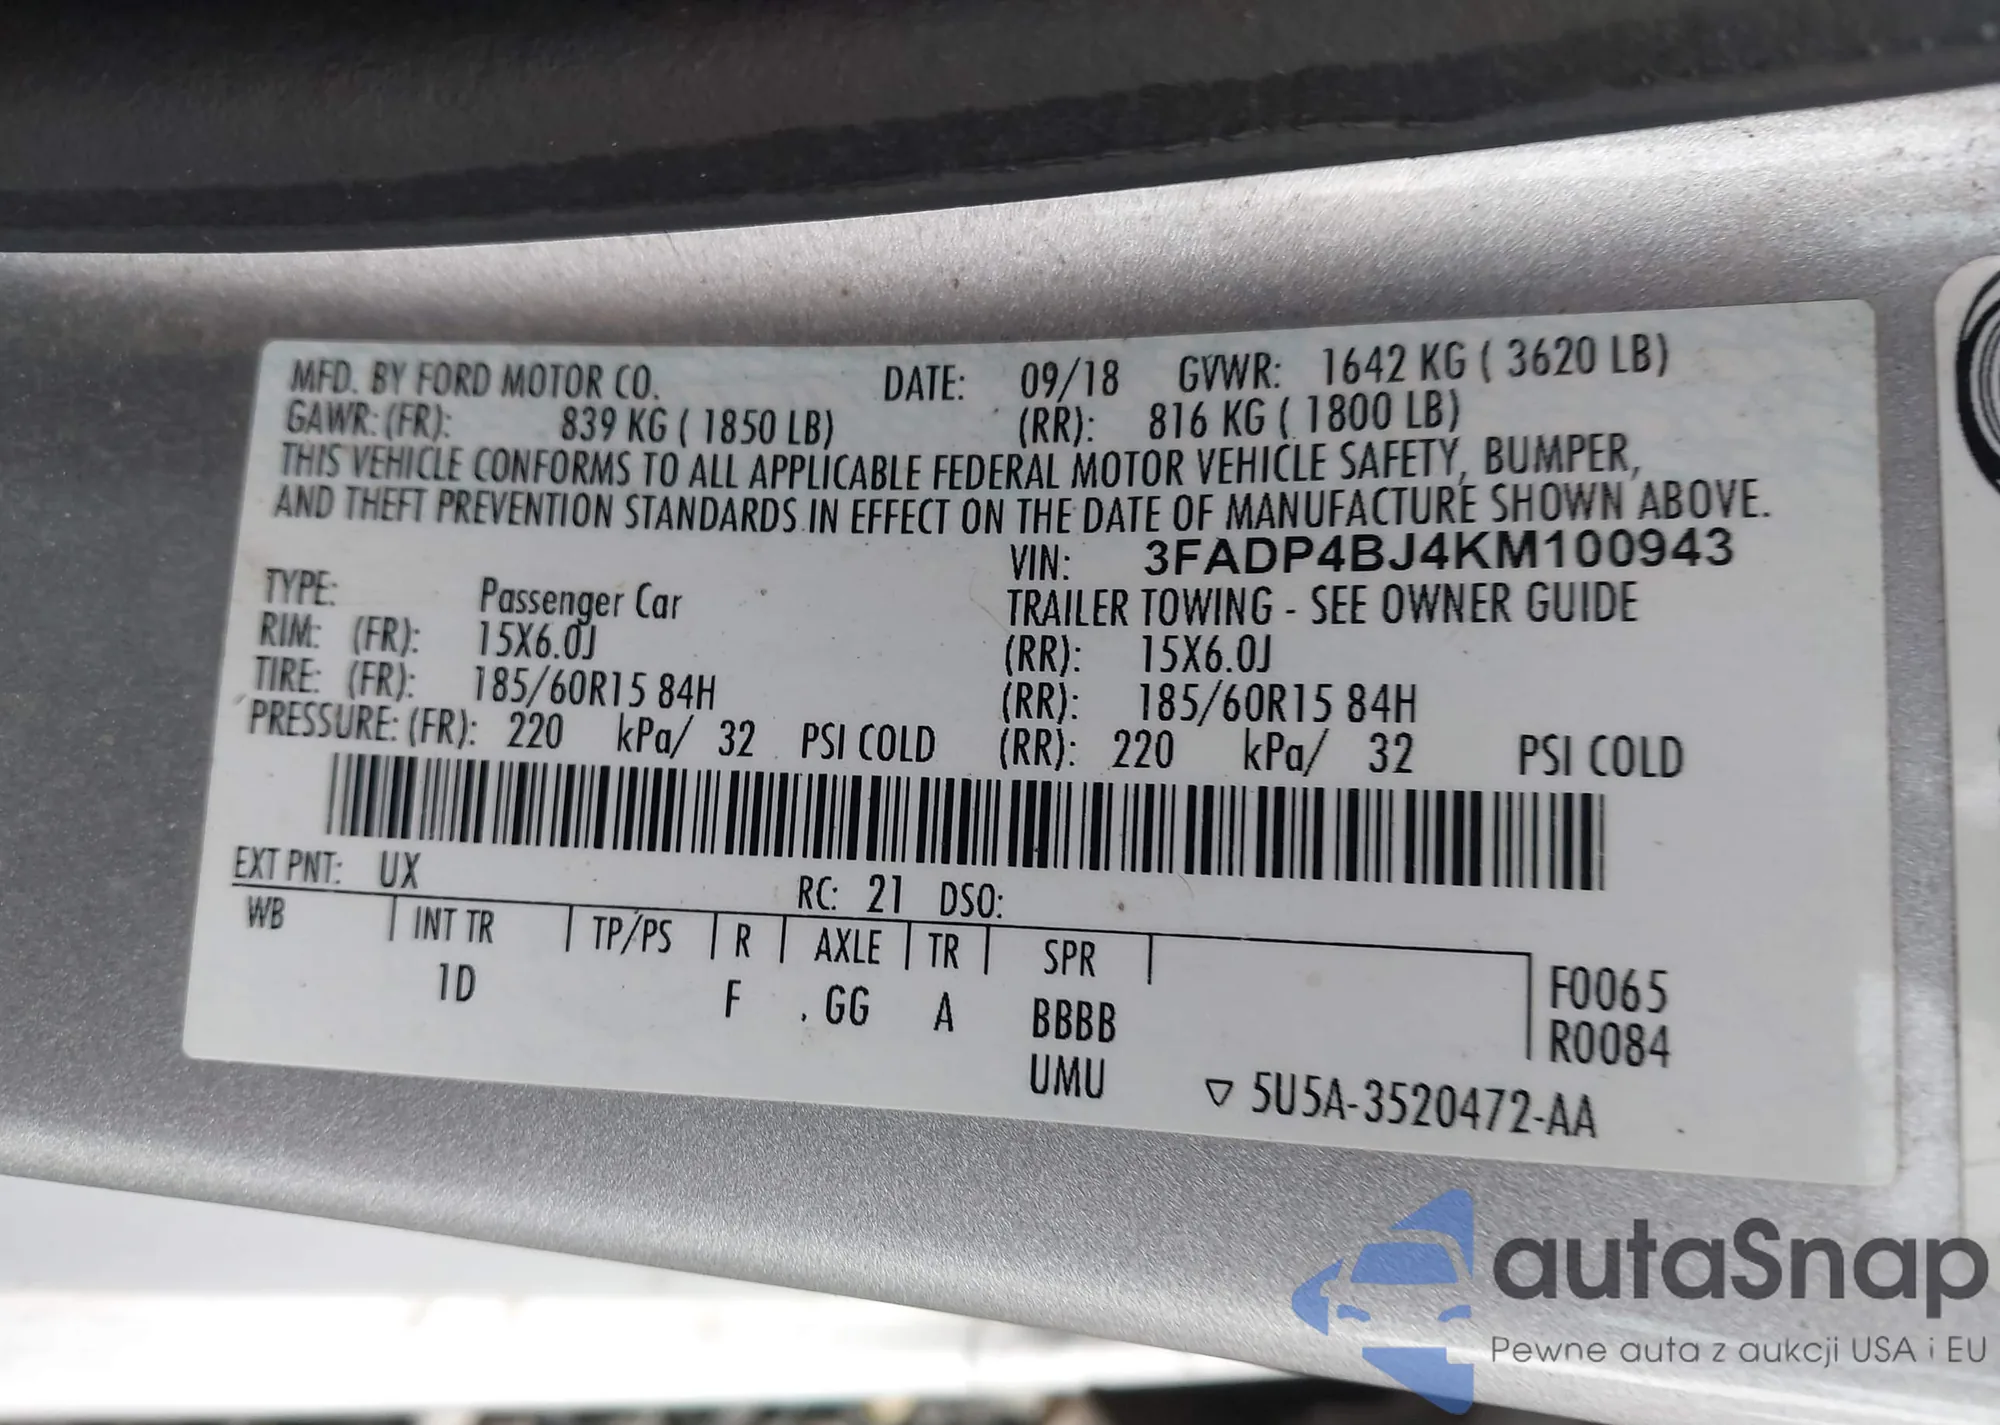 MFD. BY FORD MOTOR CO. DATE: 09/18 GVWR: 1642 KG ( 3620 LB)
GAWR: (FR): 839 KG ( 1850 LB) (RR): 816 KG ( 1800 LB)
THIS VEHICLE CONFORMS TO ALL APPLICABLE FEDERAL MOTOR VEHICLE SAFETY, BUMPER,
AND THEFT PREVENTION STANDARDS IN EFFECT ON THE DATE OF MANUFACTURE SHOWN ABOVE.
VIN: 3FADP4BJ4KM100943
TYPE: Passenger Car TRAILER TOWING - SEE OWNER GUIDE
RIM: (FR): 15X6.0J (RR): 15X6.0J
TIRE: (FR): 185/60R15 84H (RR): 185/60R15 84H
PRESSURE: (FR): 220 kPa/ 32 PSI COLD (RR): 220 kPa/ 32 PSI COLD
EXT PNT: UX RC: 21 DSO:
WB INT TR TP/PS R AXLE TR SPR
1D F . GG A BBBB
UMU
F0065
R0084
▽ 5U5A-3520472-AA
autaSnap
Pewne auta z aukcji USA i EU